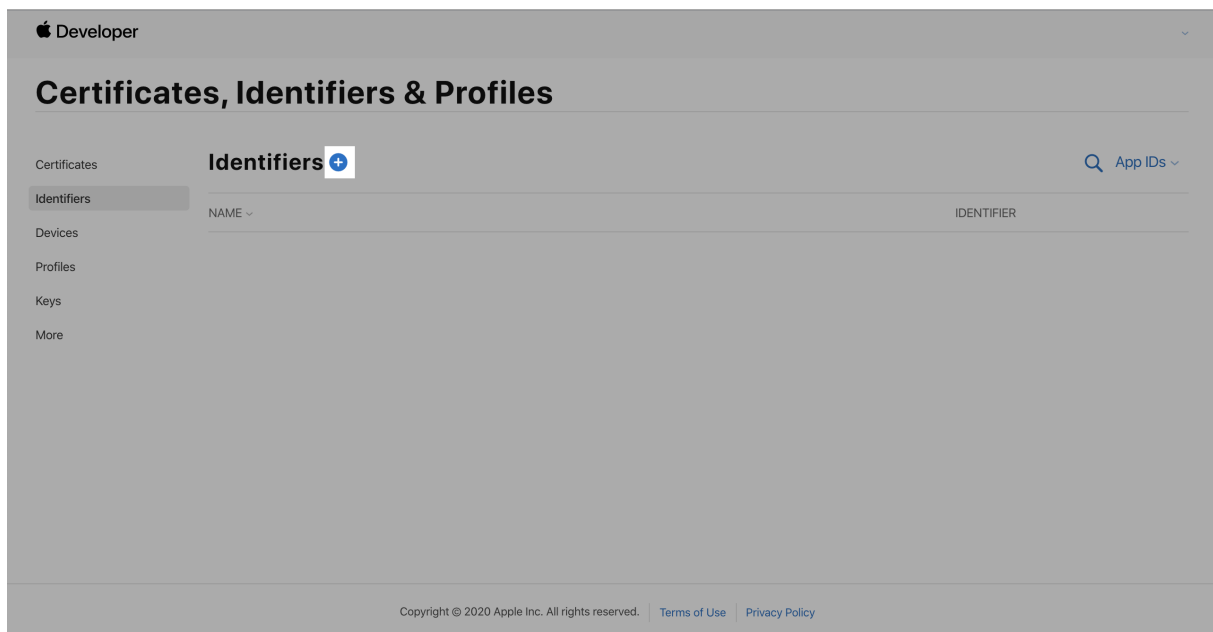 Developer
Certificates, Identifiers & Profiles
Certificates
Identifiers
Devices
Profiles
Keys
More
Identifiers
App IDs
NAME
IDENTIFIER
Copyright © 2020 Apple Inc. All rights reserved. Terms of Use Privacy Policy